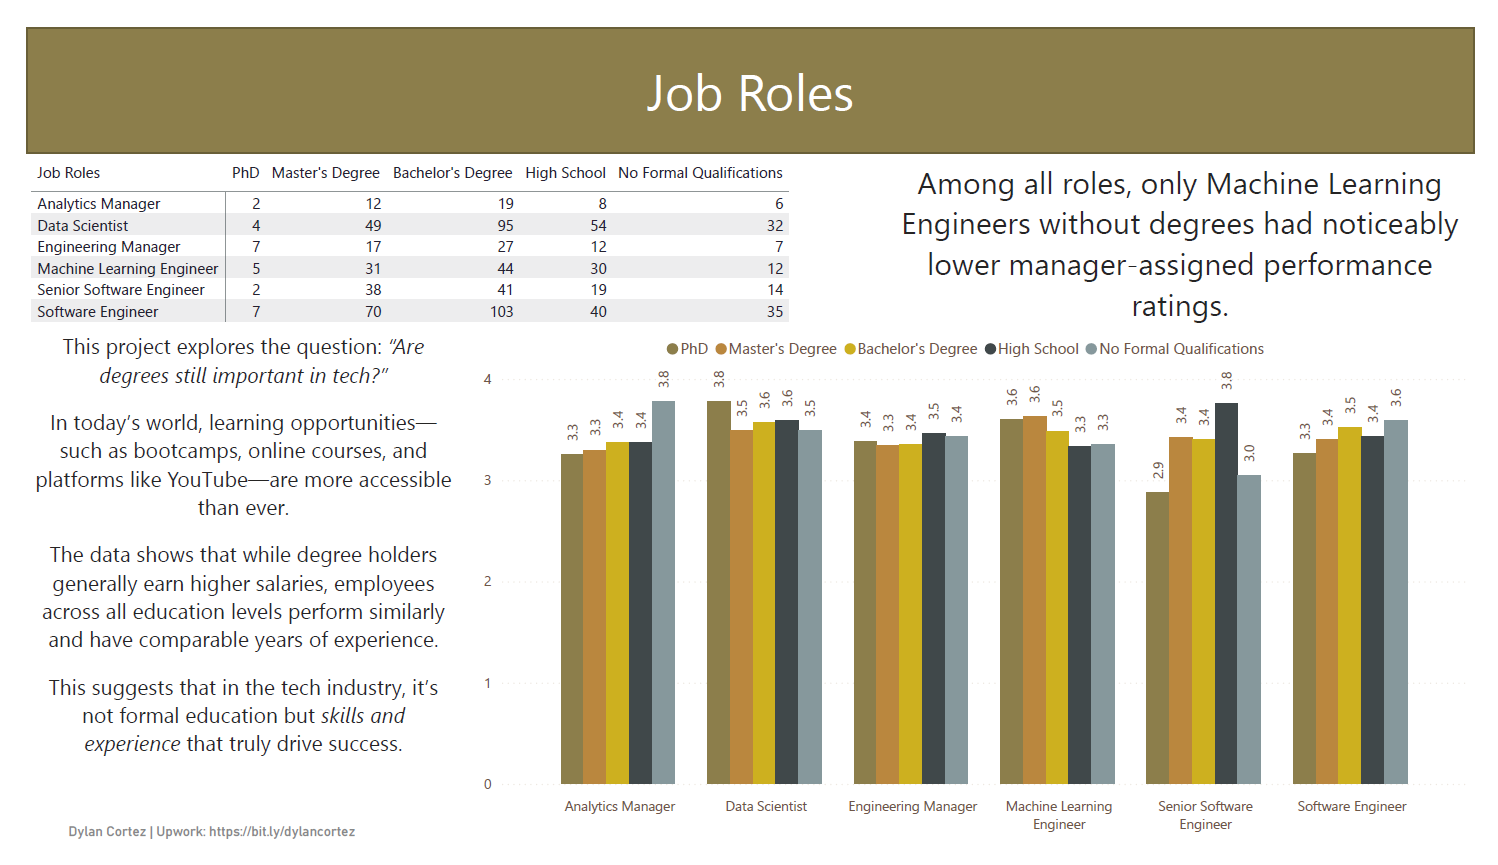 Job Roles
Job Roles PhD Master's Degree Bachelor's Degree High School No Formal Qualifications
Analytics Manager 2 12 19 8 6
Data Scientist 4 49 95 54 32
Engineering Manager 7 17 27 12 7
Machine Learning Engineer 5 31 44 30 12
Senior Software Engineer 2 38 41 19 14
Software Engineer 7 70 103 40 35
Among all roles, only Machine Learning
Engineers without degrees had noticeably
lower manager-assigned performance
ratings.
This project explores the question: “Are
degrees still important in tech?”
In today’s world, learning opportunities—
such as bootcamps, online courses, and
platforms like YouTube—are more accessible
than ever.
The data shows that while degree holders
generally earn higher salaries, employees
across all education levels perform similarly
and have comparable years of experience.
This suggests that in the tech industry, it’s
not formal education but skills and
experience that truly drive success.
PhD Master's Degree Bachelor's Degree High School No Formal Qualifications
4
3
2
1
0
3.3 3.3 3.4 3.4 3.8
3.8 3.5 3.6 3.6 3.5
3.4 3.3 3.4 3.5 3.4
3.6 3.6 3.5 3.3 3.3
2.9 3.4 3.4 3.8 3.0
3.3 3.4 3.5 3.4 3.6
Analytics Manager
Data Scientist
Engineering Manager
Machine Learning
Engineer
Senior Software
Engineer
Software Engineer
Dylan Cortez | Upwork: https://bit.ly/dylancortez